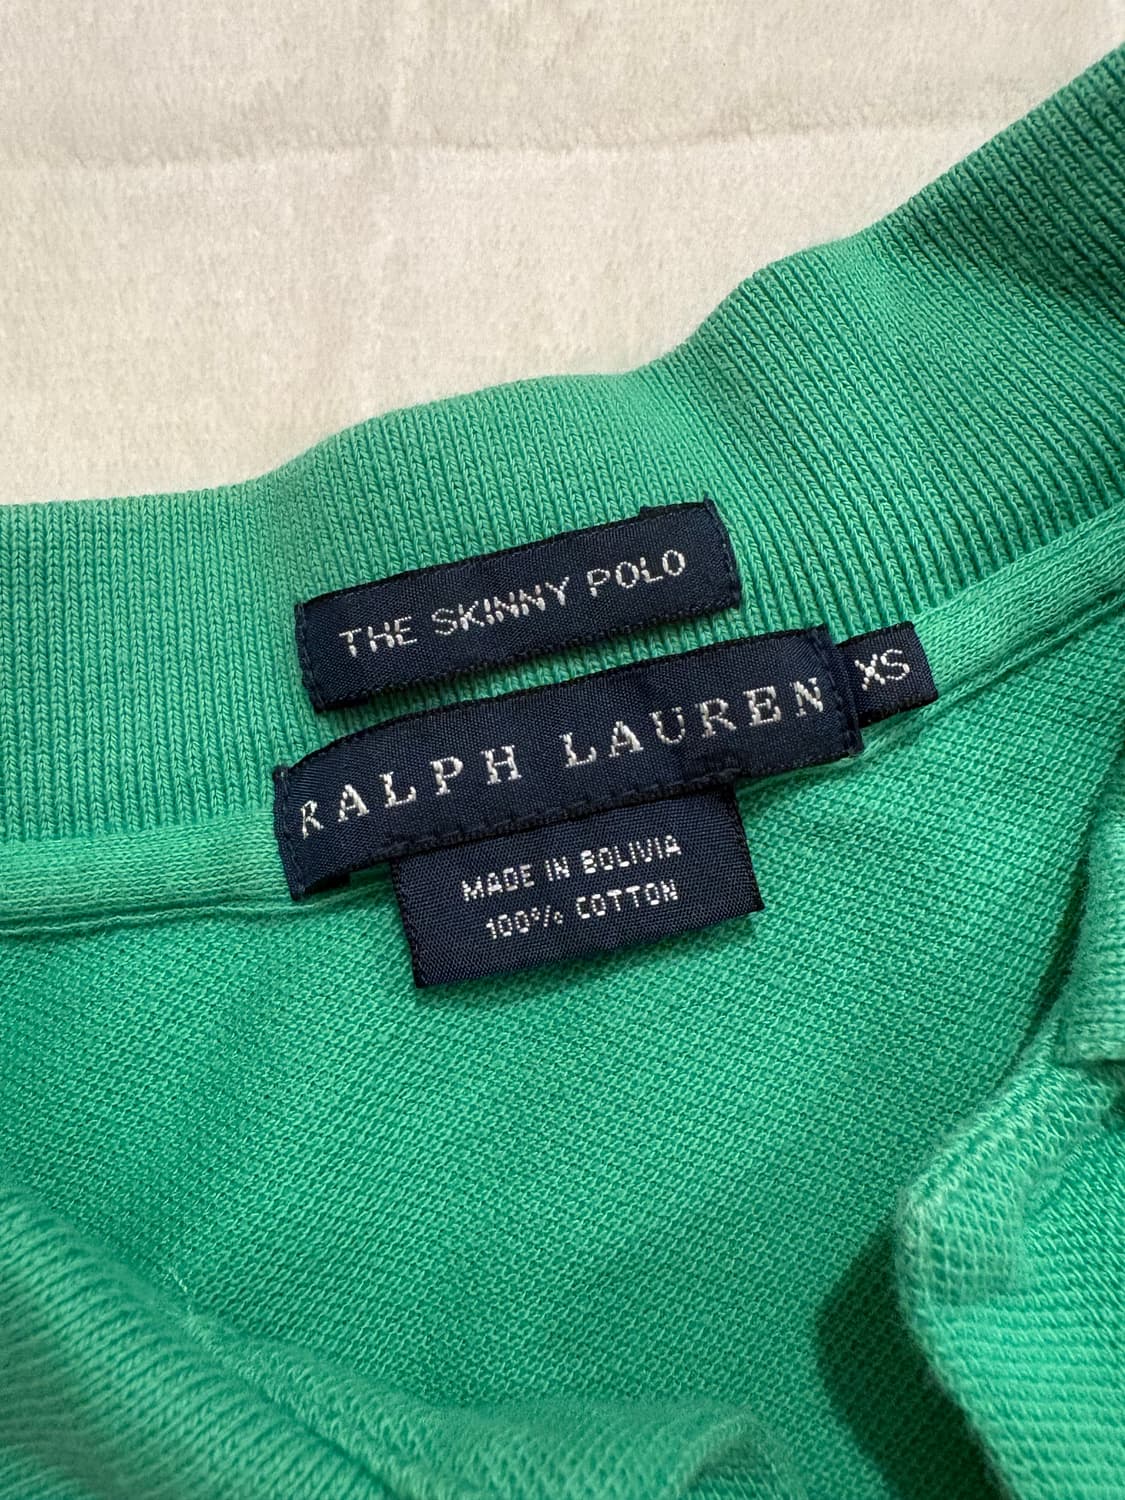 THE SKINNY POLO
RALPH LAUREN
XS
MADE IN BOLIVIA
100% COTTON